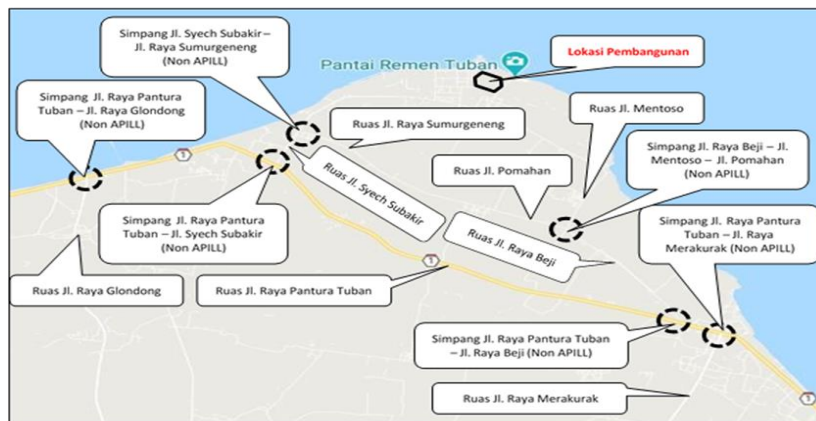 Simpang Jl. Syech Subakir –
Jl. Raya Sumurgeneng
(Non APILL)
Pantai Remen Tuban
Lokasi Pembangunan
Simpang Jl. Raya Pantura
Tuban – Jl. Raya Glondong
(Non APILL)
Ruas Jl. Raya Sumurgeneng
Ruas Jl. Mentoso
Simpang Jl. Raya Beji – Jl.
Mentoso – Jl. Pomahan
(Non APILL)
1
Ruas Jl. Pomahan
Ruas Jl. Syech Subakir
Simpang Jl. Raya Pantura
Tuban – Jl. Syech Subakir
(Non APILL)
Simpang Jl. Raya Pantura
Tuban – Jl. Raya
Merakurak (Non APILL)
Ruas Jl. Raya Beji
1
Ruas Jl. Raya Glondong
Ruas Jl. Raya Pantura Tuban
Simpang Jl. Raya Pantura Tuban
– Jl. Raya Beji (Non APILL)
Ruas Jl. Raya Merakurak
1